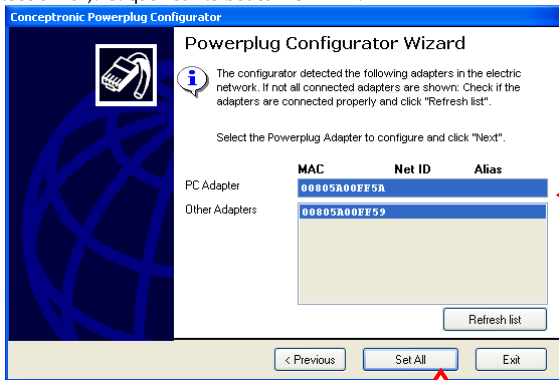 Conceptronic Powerplug Configurator
Powerplug Configurator Wizard
The configurator detected the following adapters in the electric
network. If not all connected adapters are shown: Check if the
adapters are connected properly and click "Refresh list".
Select the Powerplug Adapter to configure and click "Next".
MAC Net ID Alias
PC Adapter 00805A00FF5A
Other Adapters 00805A00FF59
Refresh list
< Previous Set All Exit